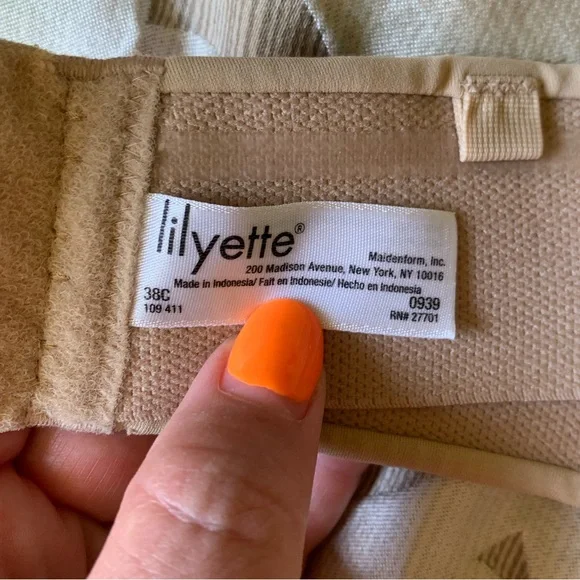 lilyette®
Maidenform, Inc.
200 Madison Avenue, New York, NY 10016
Made in Indonesia/ Fait en Indonesie/ Hecho en Indonesia
38C 0939
109 411 RN# 27701